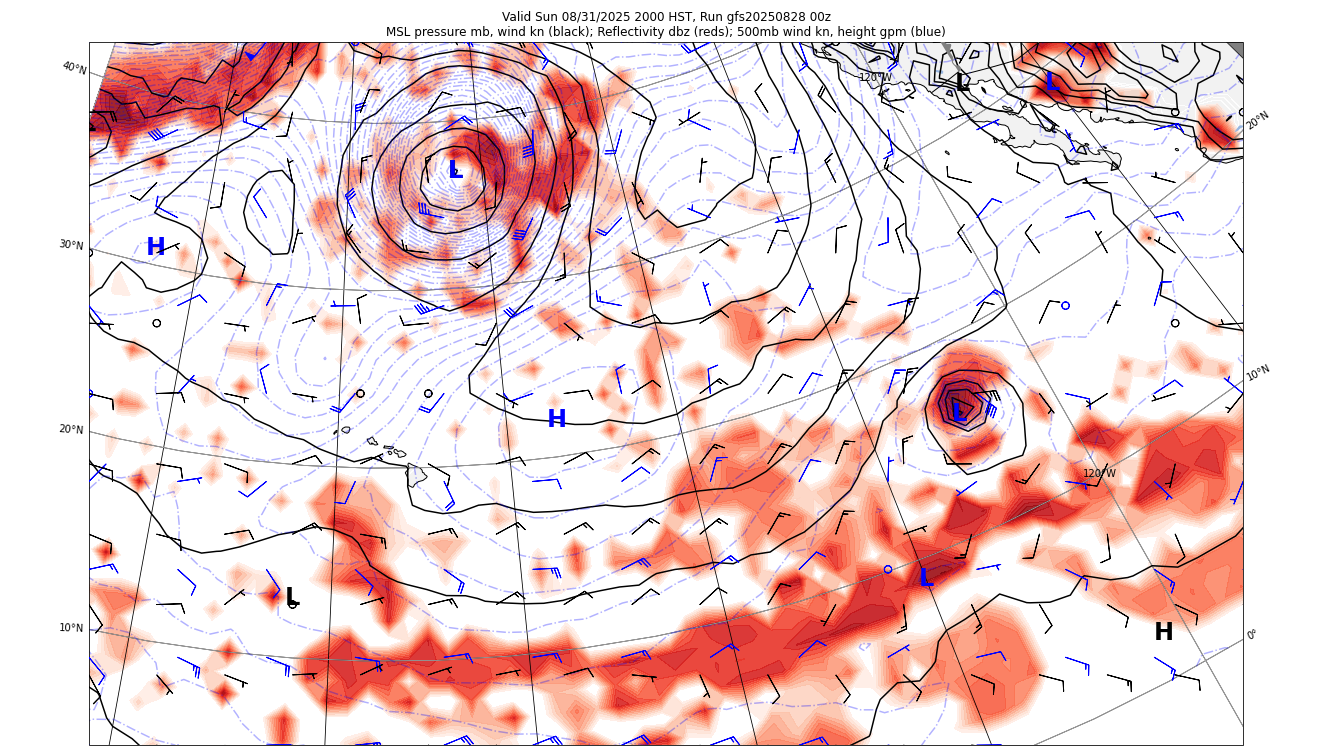 Valid Sun 08/31/2025 2000 HST, Run gfs20250828 00z
MSL pressure mb, wind kn (black); Reflectivity dbz (reds); 500mb wind kn, height gpm (blue)
40°N
120°W
L
L
20°N
L
H
30°N
10°N
L
H
20°N
120°W
L
L
10°N
H
0°